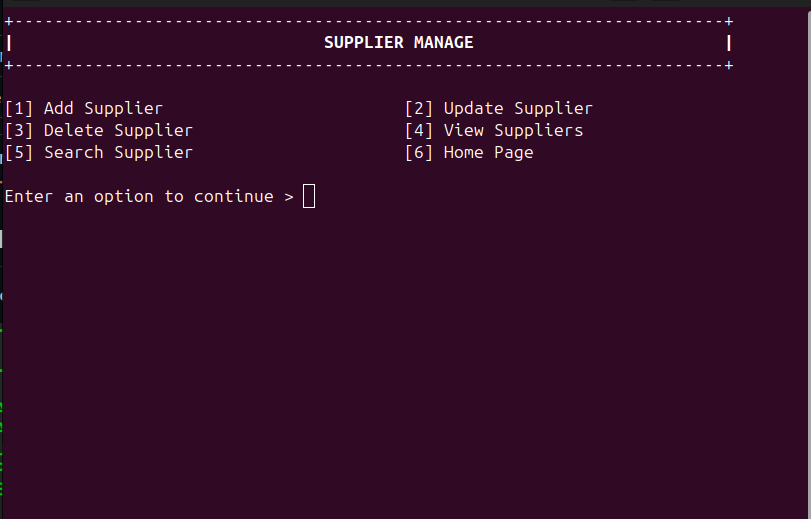 +-----------------------------------------------------------------------+
| SUPPLIER MANAGE |
+-----------------------------------------------------------------------+
[1] Add Supplier [2] Update Supplier
[3] Delete Supplier [4] View Suppliers
[5] Search Supplier [6] Home Page
Enter an option to continue >